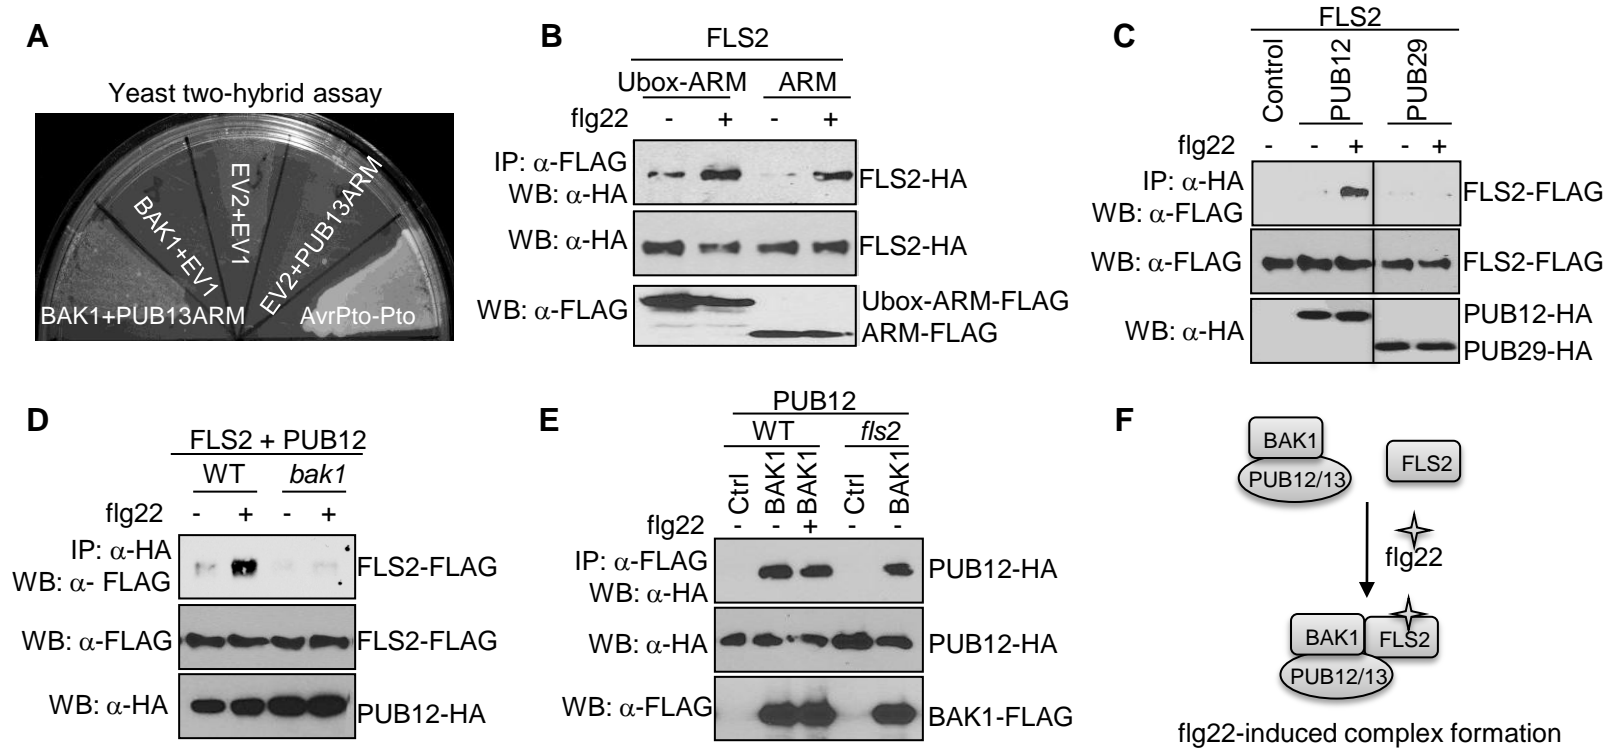 A
Yeast two-hybrid assay
BAK1+PUB13ARM
BAK1+EV1
EV2+EV1
EV2+PUB13ARM
AvrPto-Pto
B
FLS2
Ubox-ARM ARM
flg22 - + - +
IP: α-FLAG
WB: α-HA
FLS2-HA
WB: α-HA FLS2-HA
WB: α-FLAG
Ubox-ARM-FLAG
ARM-FLAG
C
FLS2
Control PUB12 PUB29
flg22 - - + - +
IP: α-HA
WB: α-FLAG
FLS2-FLAG
WB: α-FLAG FLS2-FLAG
WB: α-HA
PUB12-HA
PUB29-HA
D
FLS2 + PUB12
WT bak1
flg22 - + - +
IP: α-HA
WB: α- FLAG
FLS2-FLAG
WB: α-FLAG FLS2-FLAG
WB: α-HA PUB12-HA
E
PUB12
WT fls2
Ctrl BAK1 BAK1 Ctrl BAK1
flg22 - - + - -
IP: α-FLAG
WB: α-HA
PUB12-HA
WB: α-HA PUB12-HA
WB: α-FLAG BAK1-FLAG
F
BAK1
PUB12/13
FLS2
flg22
BAK1 FLS2
PUB12/13
flg22-induced complex formation